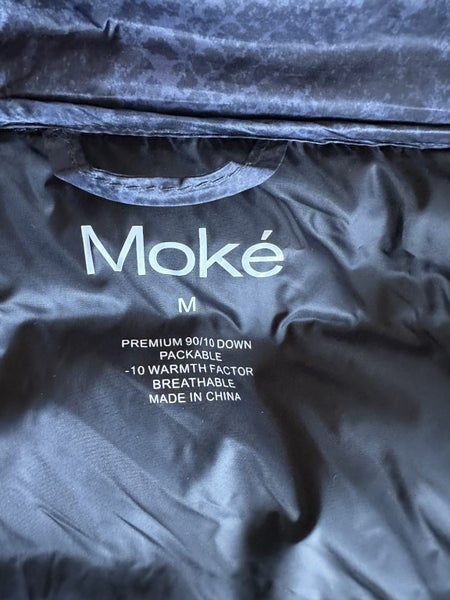 Moké
M
PREMIUM 90/10 DOWN
PACKABLE
-10 WARMTH FACTOR
BREATHABLE
MADE IN CHINA